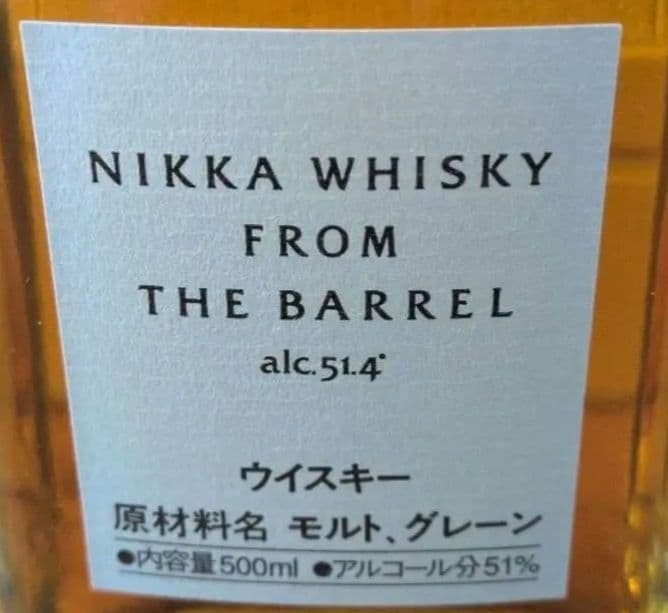 NIKKA WHISKY
FROM
THE BARREL
alc.51.4°
ウイスキー
原材料名 モルト、グレーン
●内容量500ml ●アルコール分51%